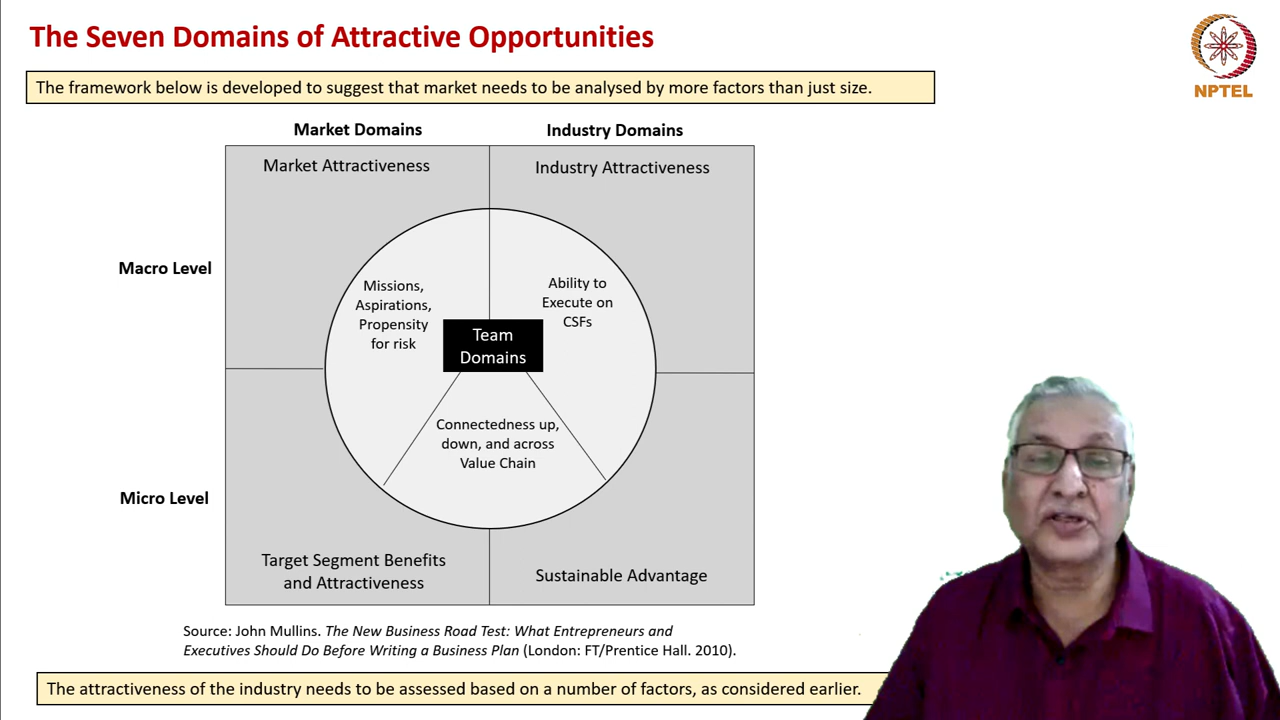 The Seven Domains of Attractive Opportunities
NPTEL
The framework below is developed to suggest that market needs to be analysed by more factors than just size.
Market Domains
Industry Domains
Market Attractiveness
Industry Attractiveness
Macro Level
Missions,
Aspirations,
Propensity
for risk
Ability to
Execute on
CSFs
Team
Domains
Connectedness up,
down, and across
Value Chain
Micro Level
Target Segment Benefits
and Attractiveness
Sustainable Advantage
Source: John Mullins. The New Business Road Test: What Entrepreneurs and
Executives Should Do Before Writing a Business Plan (London: FT/Prentice Hall. 2010).
The attractiveness of the industry needs to be assessed based on a number of factors, as considered earlier.